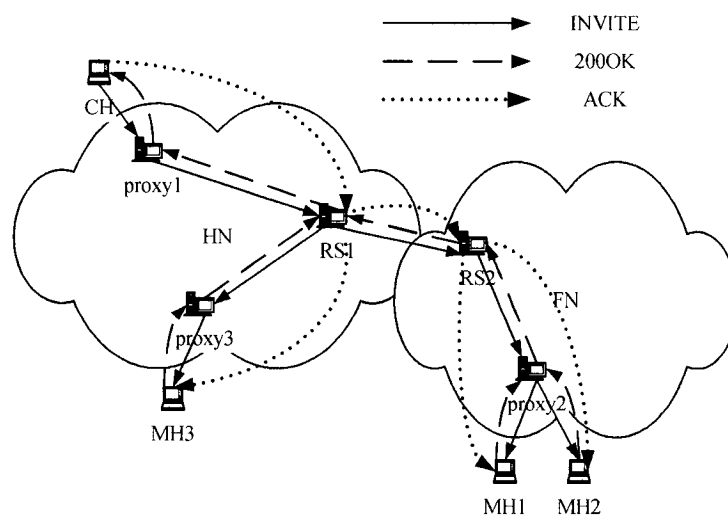 INVITE
200OK
ACK
CH
proxy1
HN
RS1
RS2
FN
proxy3
proxy2
MH3
MH1
MH2